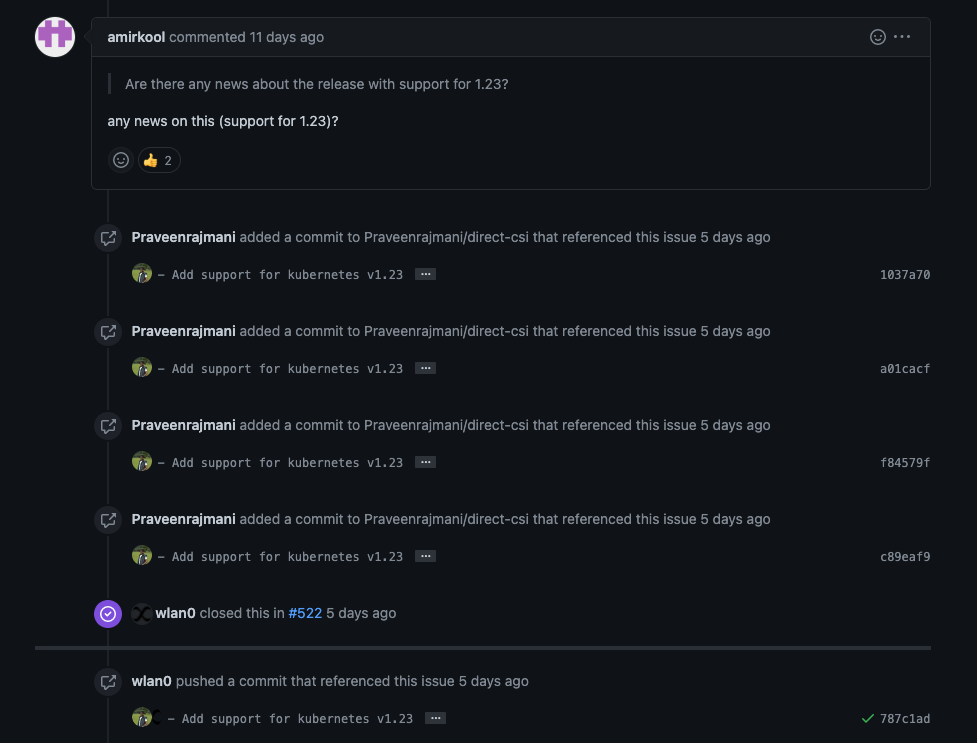 amirkool commented 11 days ago
Are there any news about the release with support for 1.23?
any news on this (support for 1.23)?
2
Praveenrajmani added a commit to Praveenrajmani/direct-csi that referenced this issue 5 days ago
– Add support for kubernetes v1.23 1037a70
Praveenrajmani added a commit to Praveenrajmani/direct-csi that referenced this issue 5 days ago
– Add support for kubernetes v1.23 a01cacf
Praveenrajmani added a commit to Praveenrajmani/direct-csi that referenced this issue 5 days ago
– Add support for kubernetes v1.23 f84579f
Praveenrajmani added a commit to Praveenrajmani/direct-csi that referenced this issue 5 days ago
– Add support for kubernetes v1.23 c89eaf9
wlan0 closed this in #522 5 days ago
wlan0 pushed a commit that referenced this issue 5 days ago
– Add support for kubernetes v1.23 787c1ad